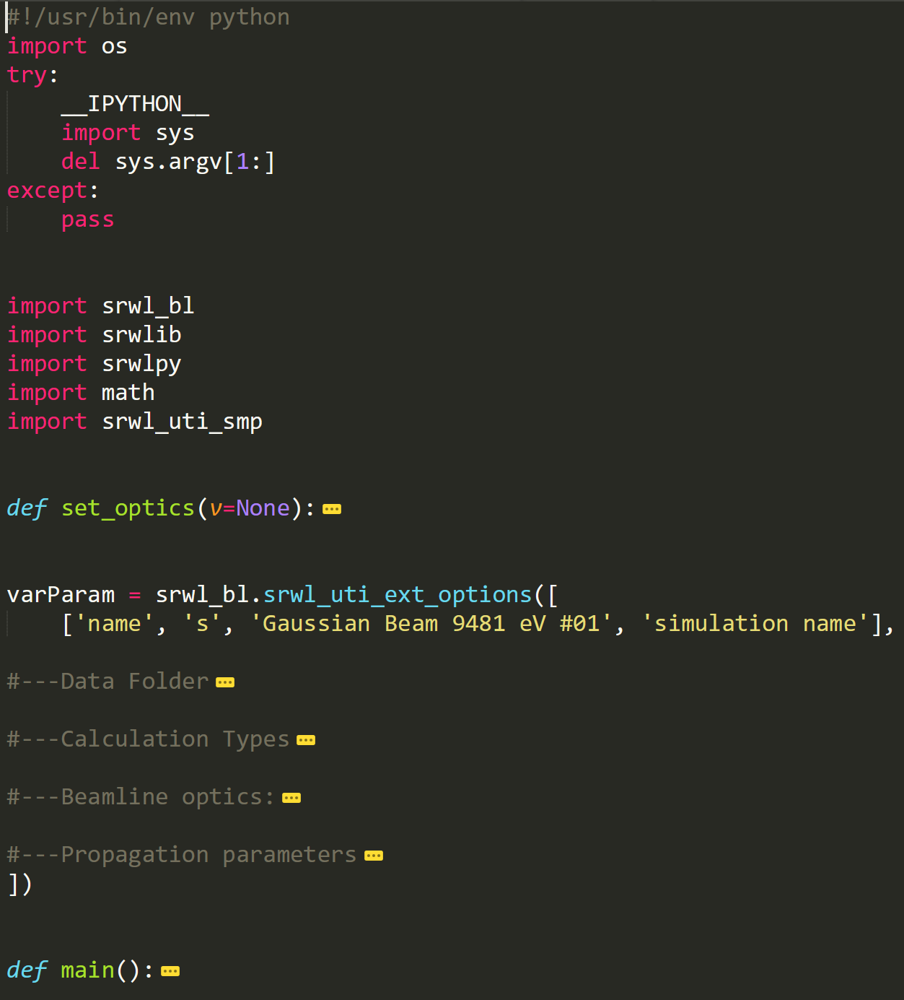 #!/usr/bin/env python
import os
try:
    __IPYTHON__
    import sys
    del sys.argv[1:]
except:
    pass
import srwl_bl
import srwlib
import srwlpy
import math
import srwl_uti_smp
def set_optics(v=None):
varParam = srwl_bl.srwl_uti_ext_options([
    ['name', 's', 'Gaussian Beam 9481 eV #01', 'simulation name'],
#---Data Folder
#---Calculation Types
#---Beamline optics:
#---Propagation parameters
])
def main():